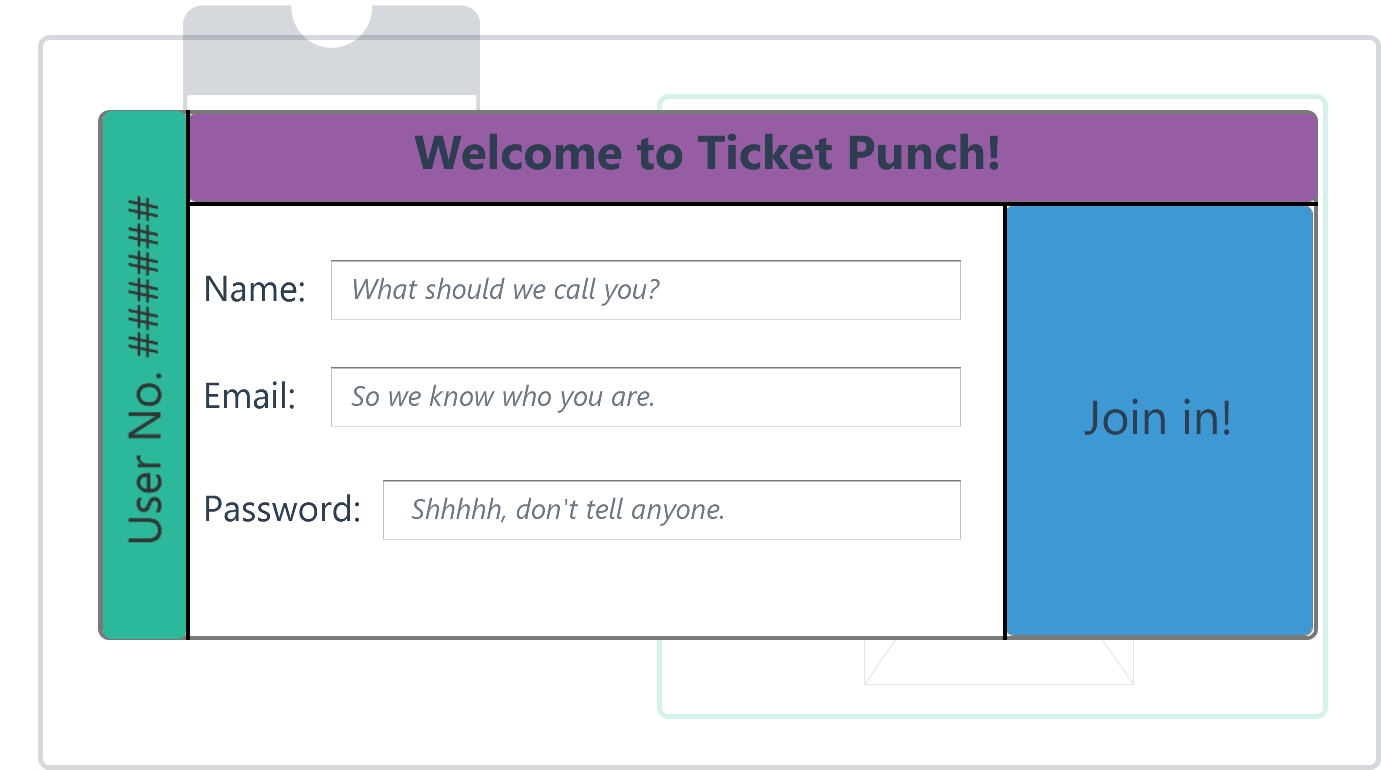 Welcome to Ticket Punch!
User No. ######
Name: What should we call you?
Email: So we know who you are.
Password: Shhhhh, don't tell anyone.
Join in!